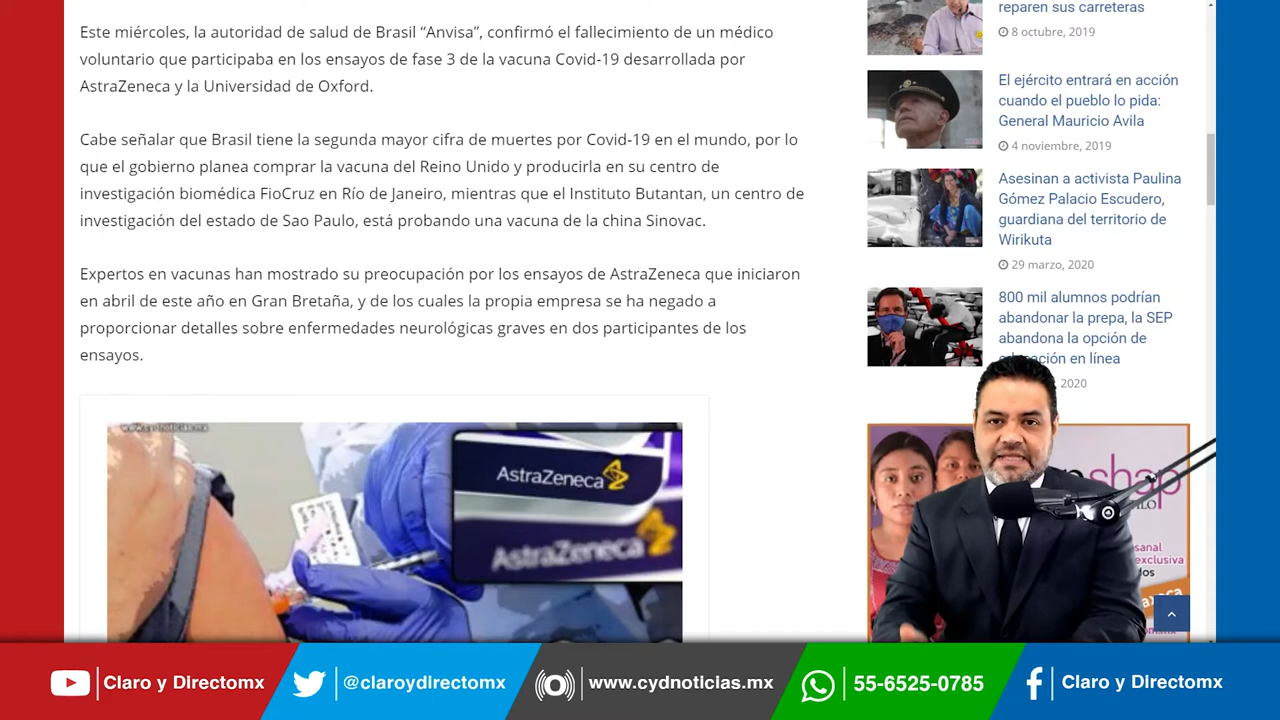 Este miércoles, la autoridad de salud de Brasil “Anvisa”, confirmó el fallecimiento de un médico
voluntario que participaba en los ensayos de fase 3 de la vacuna Covid-19 desarrollada por
AstraZeneca y la Universidad de Oxford.
Cabe señalar que Brasil tiene la segunda mayor cifra de muertes por Covid-19 en el mundo, por lo
que el gobierno planea comprar la vacuna del Reino Unido y producirla en su centro de
investigación biomédica FioCruz en Río de Janeiro, mientras que el Instituto Butantan, un centro de
investigación del estado de Sao Paulo, está probando una vacuna de la china Sinovac.
Expertos en vacunas han mostrado su preocupación por los ensayos de AstraZeneca que iniciaron
en abril de este año en Gran Bretaña, y de los cuales la propia empresa se ha negado a
proporcionar detalles sobre enfermedades neurológicas graves en dos participantes de los
ensayos.
www.cydnoticias.mx
AstraZeneca
AstraZeneca
reparen sus carreteras
8 octubre, 2019
El ejército entrará en acción
cuando el pueblo lo pida:
General Mauricio Avila
4 noviembre, 2019
Asesinan a activista Paulina
Gómez Palacio Escudero,
guardiana del territorio de
Wirikuta
29 marzo, 2020
800 mil alumnos podrían
abandonar la prepa, la SEP
abandona la opción de
educación en línea
2020
shop
sanal
exclusiva
dos
Claro y Directomx
@claroydirectomx
www.cydnoticias.mx
55-6525-0785
Claro y Directomx